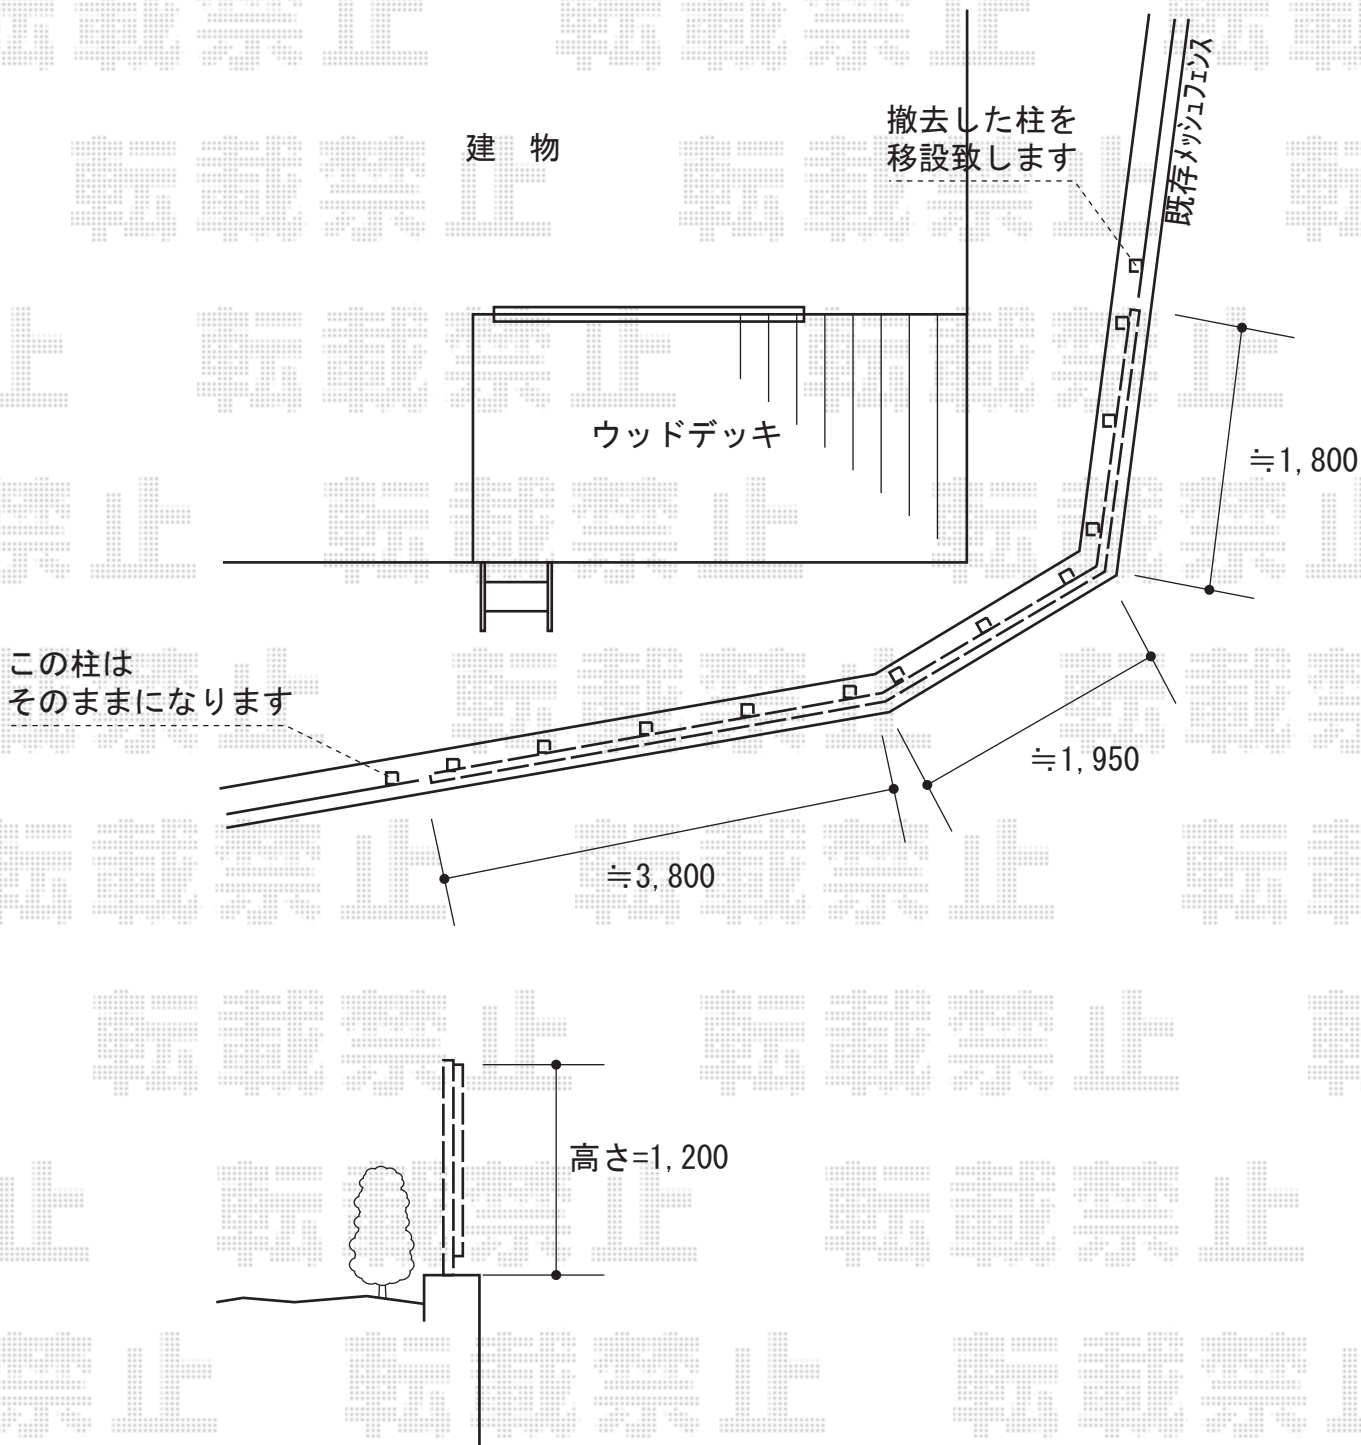 建　物
撤去した柱を
移設致します
既存メッシュフェンス
ウッドデッキ
≒1,800
この柱は
そのままになります
≒1,950
≒3,800
高さ=1,200
転載禁止